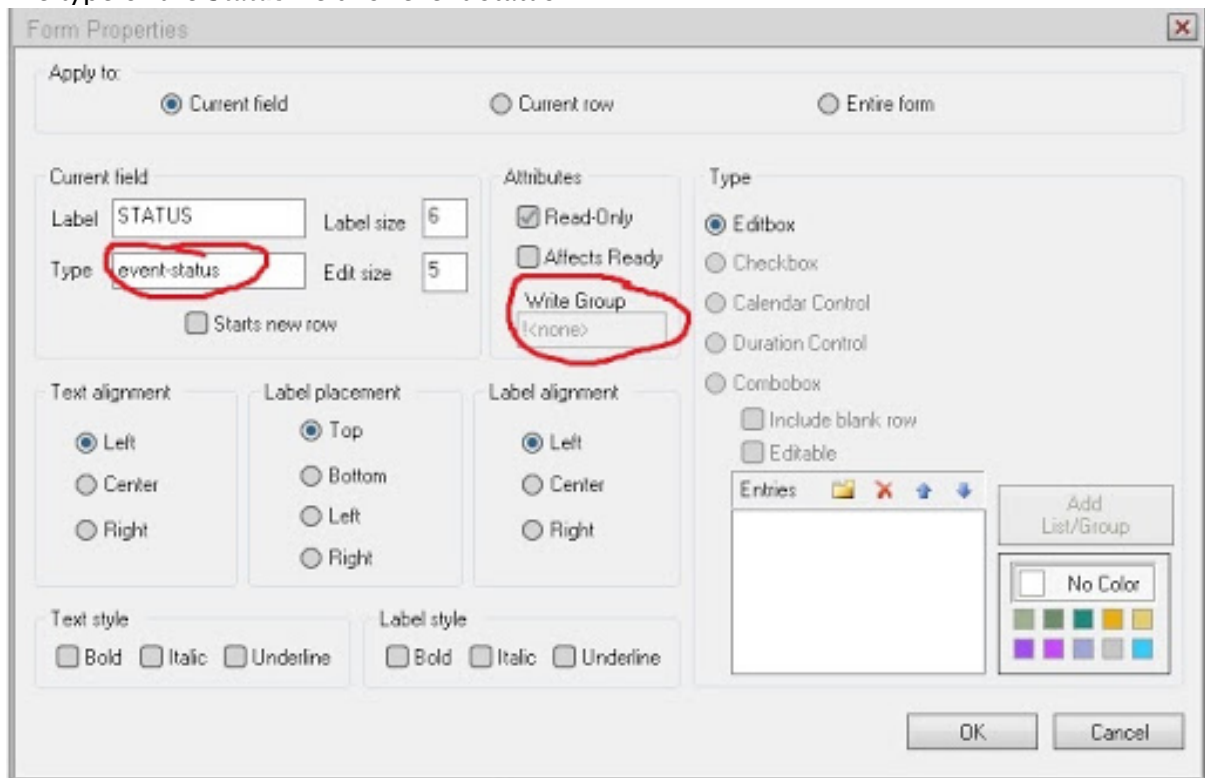 Form Properties
Apply to:
Current field
Current row
Entire form
Current field
Label
STATUS
Label size
6
Type
event-status
Edit size
5
Starts new row
Attributes
Read-Only
Affects Ready
Write Group
!<none>
Type
Editbox
Checkbox
Calendar Control
Duration Control
Combobox
Include blank row
Editable
Entries
Add
List/Group
No Color
Text alignment
Left
Center
Right
Label placement
Top
Bottom
Left
Right
Label alignment
Left
Center
Right
Text style
Bold
Italic
Underline
Label style
Bold
Italic
Underline
OK
Cancel